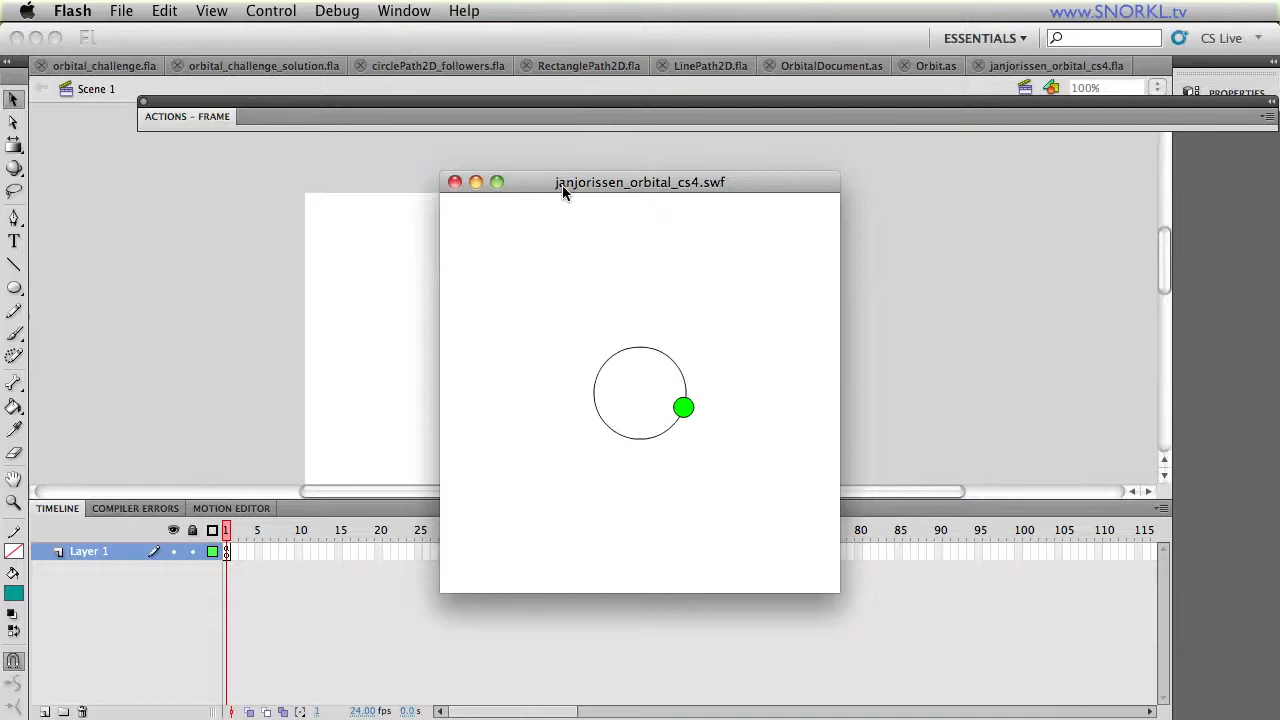 Flash File Edit View Control Debug Window Help www.SNORKL.tv
Fl ESSENTIALS CS Live
orbital_challenge.fla orbital_challenge_solution.fla circlePath2D_followers.fla RectanglePath2D.fla LinePath2D.fla OrbitalDocument.as Orbit.as janjorissen_orbital_cs4.fla
Scene 1 100% PROPERTIES
ACTIONS – FRAME
janjorissen_orbital_cs4.swf
TIMELINE COMPILER ERRORS MOTION EDITOR
1 5 10 15 20 25 80 85 90 95 100 105 110 115
Layer 1
1 24.00 fps 0.0 s